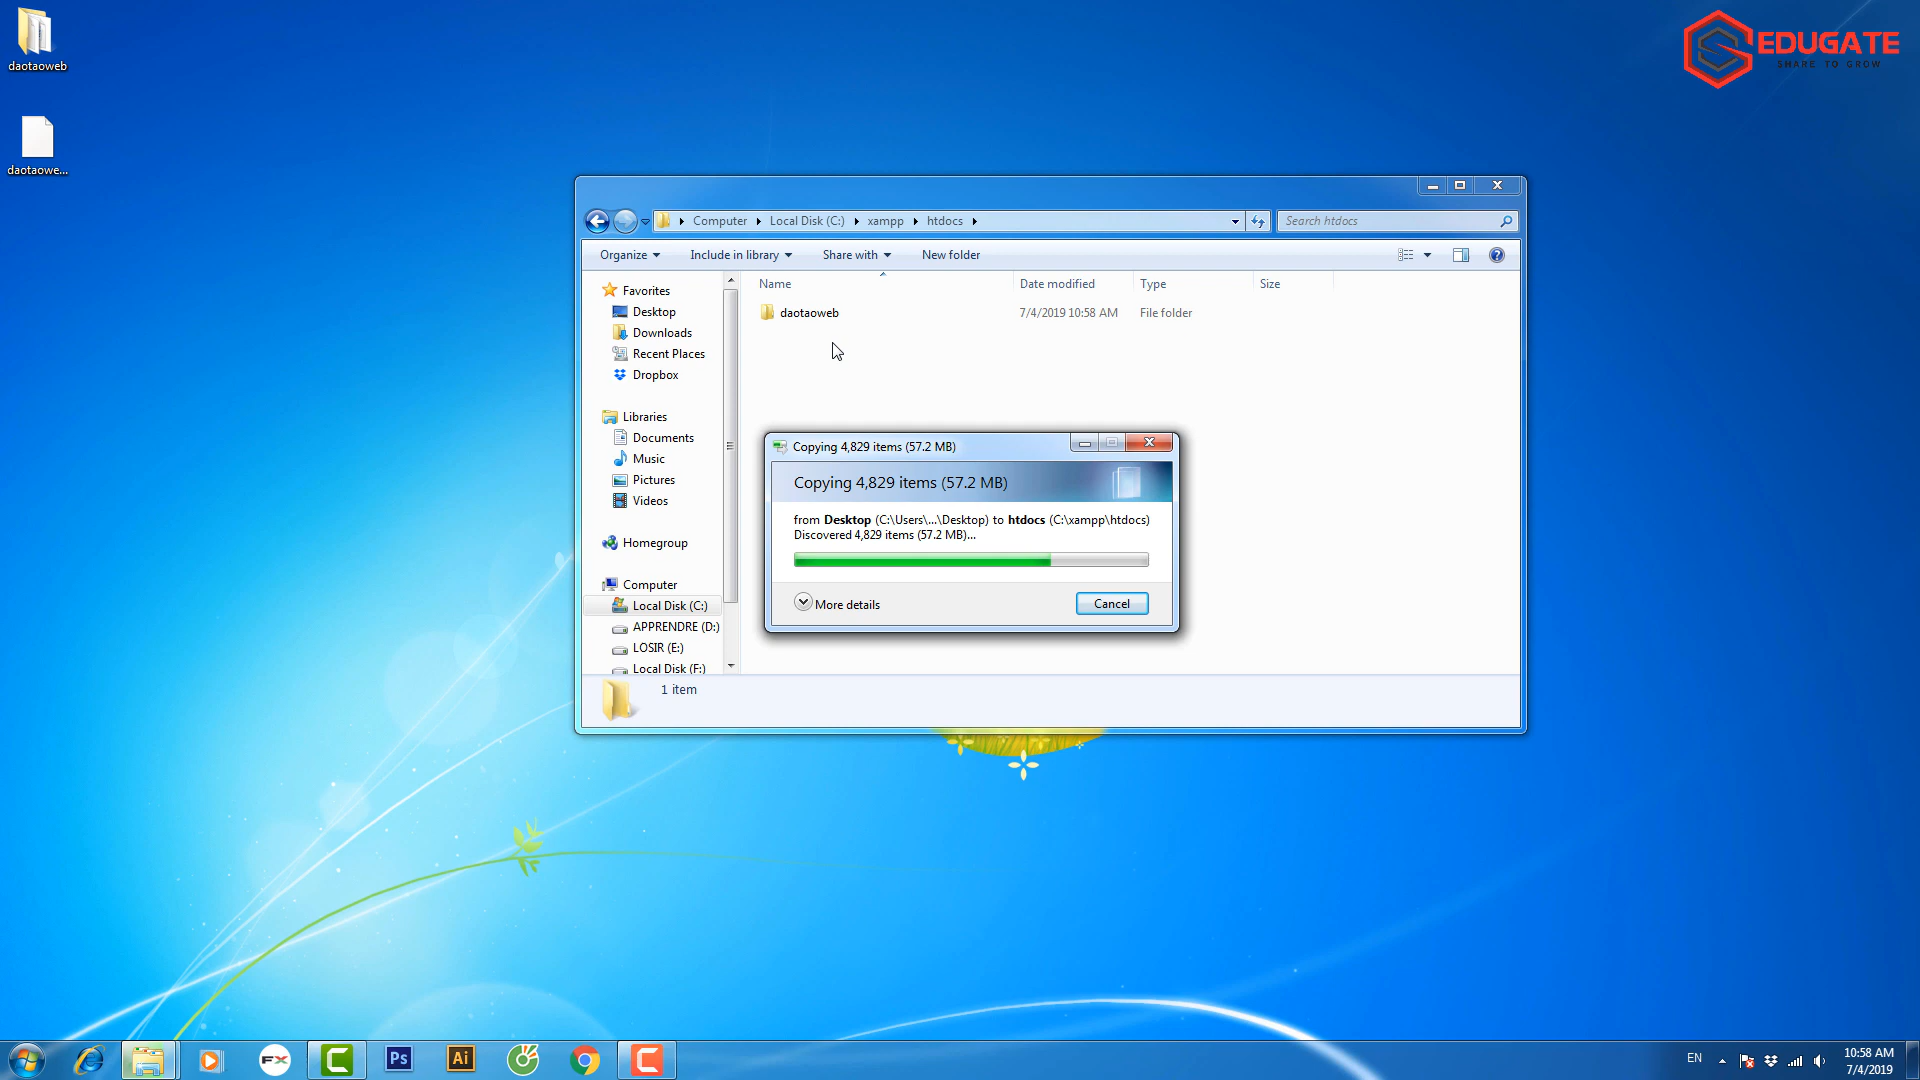 daotaoweb
daotaowe...
EDUGATE
SHARE TO GROW
Computer
Local Disk (C:)
xampp
htdocs
Search htdocs
Organize
Include in library
Share with
New folder
Name
Date modified
Type
Size
daotaoweb
7/4/2019 10:58 AM
File folder
Favorites
Desktop
Downloads
Recent Places
Dropbox
Libraries
Documents
Music
Pictures
Videos
Homegroup
Computer
Local Disk (C:)
APPRENDRE (D:)
LOSIR (E:)
Local Disk (F:)
1 item
Copying 4,829 items (57.2 MB)
Copying 4,829 items (57.2 MB)
from Desktop (C:\Users\...\Desktop) to htdocs (C:\xampp\htdocs)
Discovered 4,829 items (57.2 MB)...
More details
Cancel
FX
Ps
Ai
EN
10:58 AM
7/4/2019